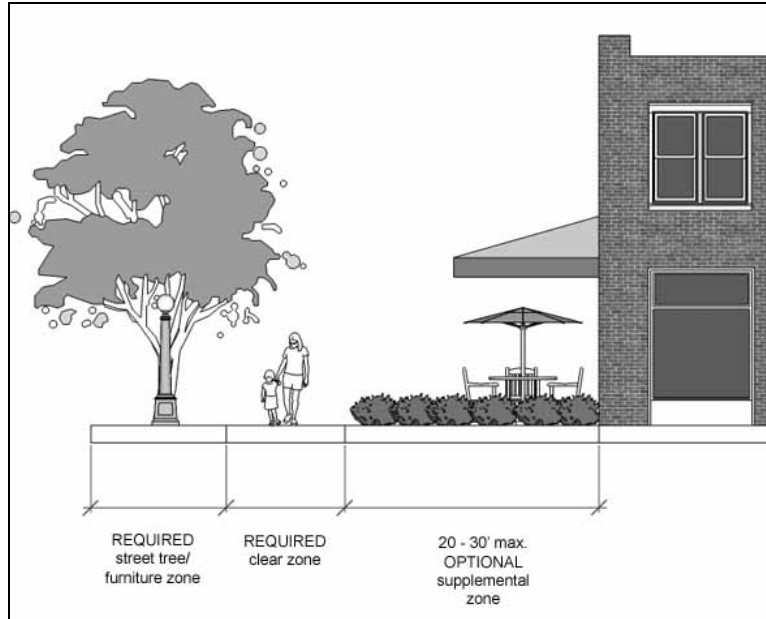 REQUIRED
street tree/
furniture zone
REQUIRED
clear zone
20 - 30' max.
OPTIONAL
supplemental
zone